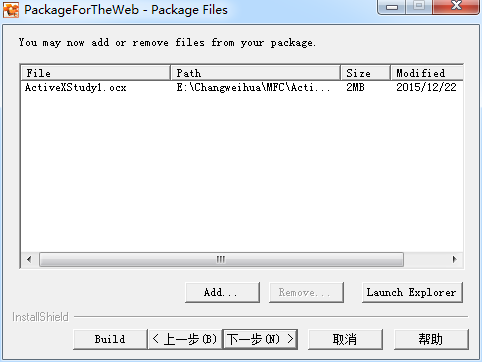 PackageForTheWeb - Package Files
You may now add or remove files from your package.
File Path Size Modified
ActiveXStudy1.ocx E:\Changweihua\MFC\Acti... 2MB 2015/12/22
Add... Remove... Launch Explorer
InstallShield
Build < 上一步(B) 下一步(N) > 取消 帮助